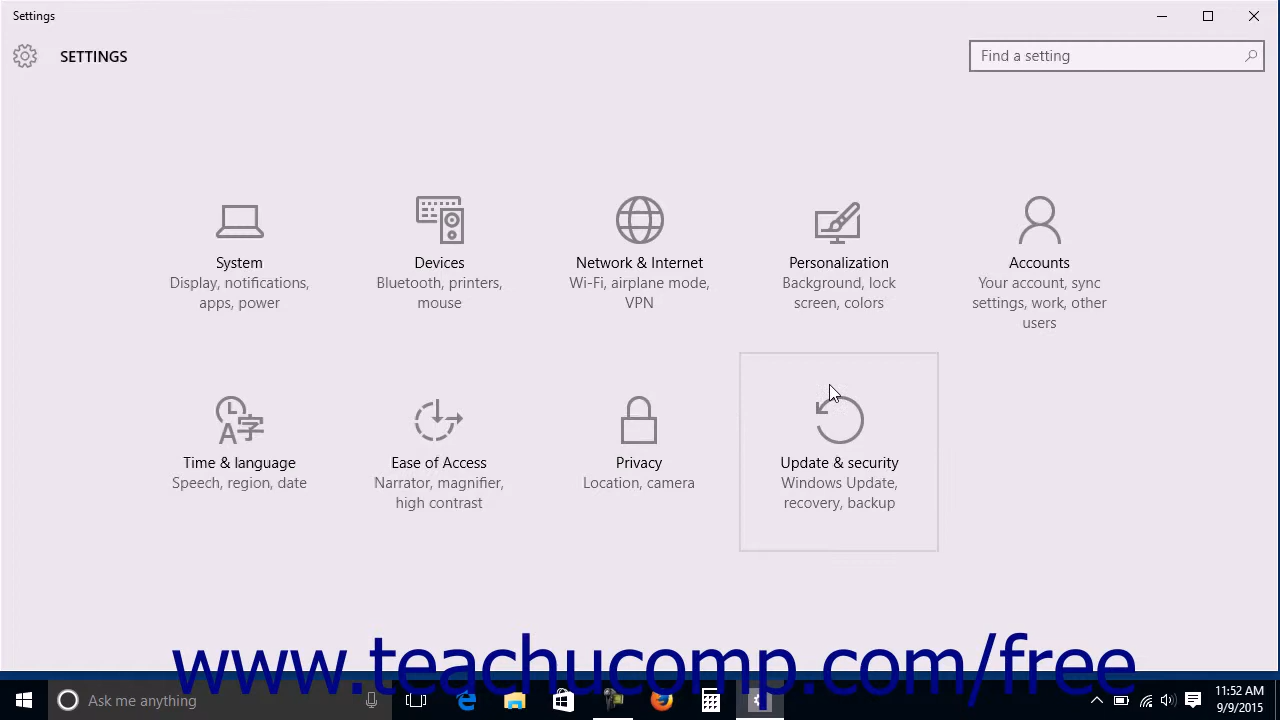 Settings
SETTINGS
Find a setting
System
Display, notifications,
apps, power
Devices
Bluetooth, printers,
mouse
Network & Internet
Wi-Fi, airplane mode,
VPN
Personalization
Background, lock
screen, colors
Accounts
Your account, sync
settings, work, other
users
Time & language
Speech, region, date
Ease of Access
Narrator, magnifier,
high contrast
Privacy
Location, camera
Update & security
Windows Update,
recovery, backup
www.teachucomp.com/free
Ask me anything
11:52 AM
9/9/2015